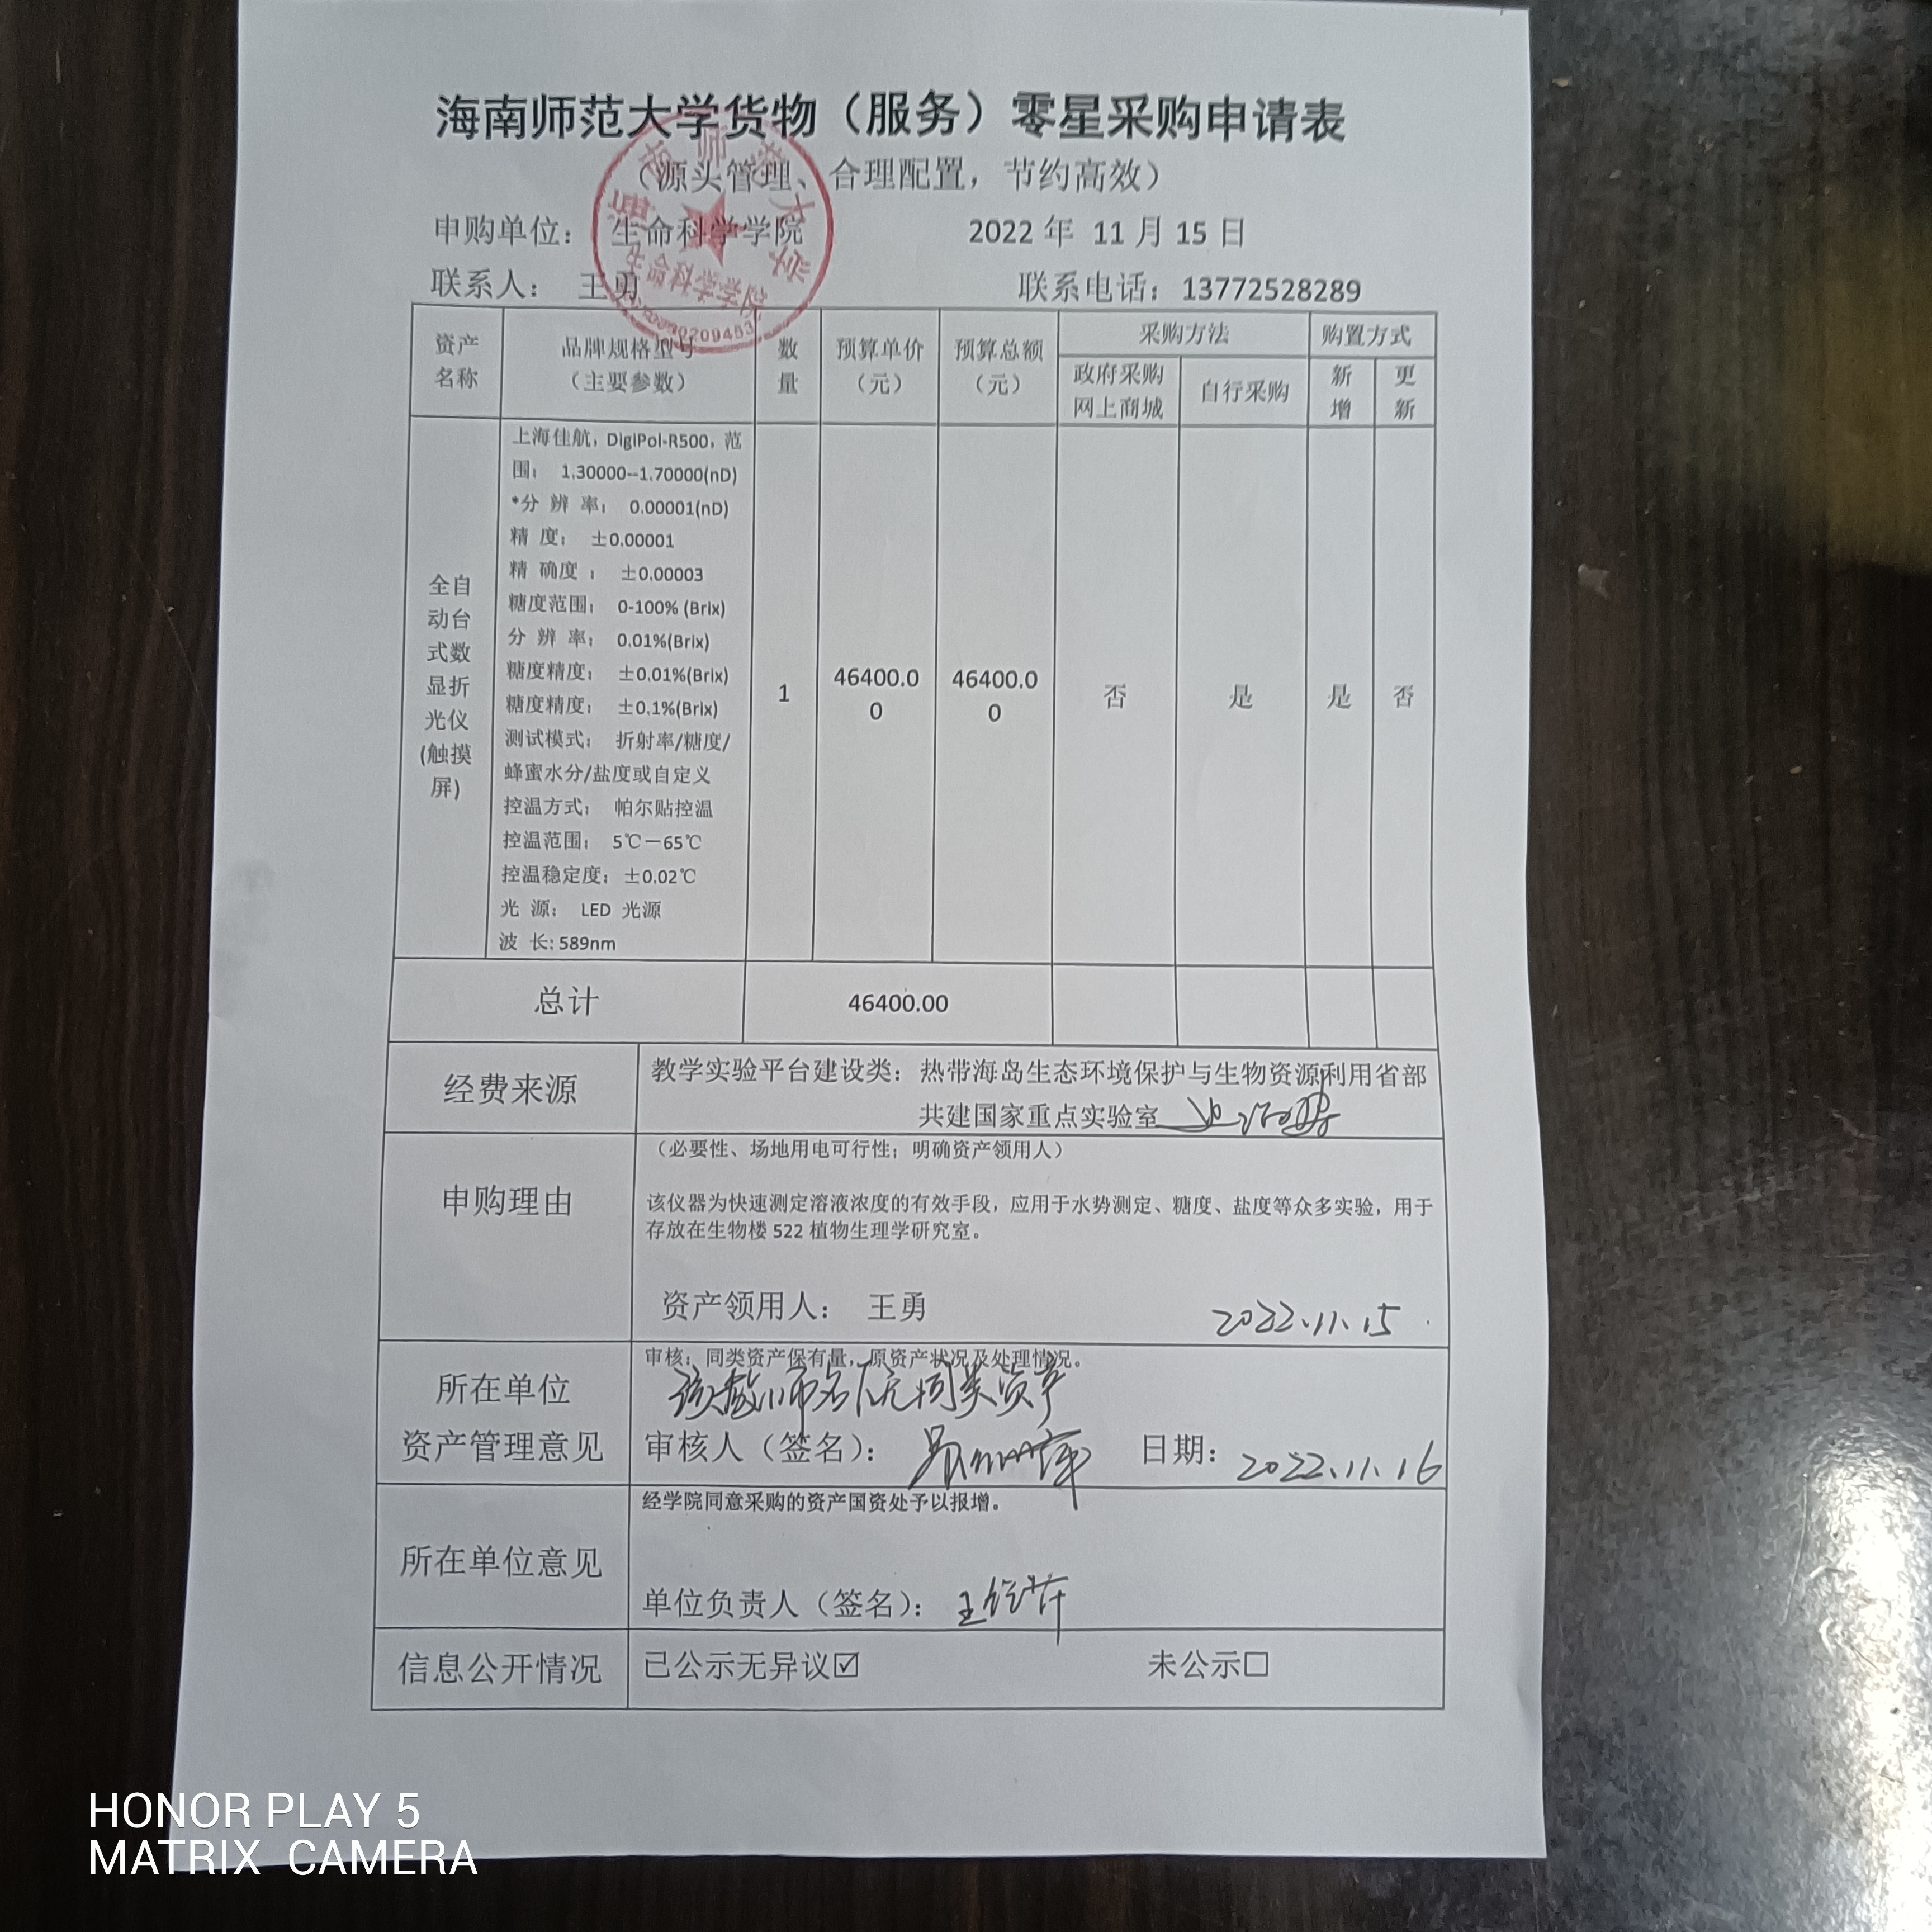 海南师范大学货物（服务）零星采购申请表
（源头管理、合理配置，节约高效）
申购单位： 生命科学学院 2022 年 11 月 15 日
联系人： 王勇 联系电话：13772528289
海南师范大学
生命科学学院
资产名称 品牌规格型号（主要参数） 数量 预算单价（元） 预算总额（元） 采购方法 购置方式
政府采购网上商城 自行采购 新增 更新
全自动台式数显折光仪(触摸屏)
上海佳航，DigiPol-R500，范
围： 1.30000--1.70000(nD)
*分 辨 率： 0.00001(nD)
精 度： ±0.00001
精 确度 ： ±0.00003
糖度范围： 0-100% (Brix)
分 辨 率： 0.01%(Brix)
糖度精度： ±0.01%(Brix)
糖度精度： ±0.1%(Brix)
测试模式： 折射率/糖度/
蜂蜜水分/盐度或自定义
控温方式： 帕尔贴控温
控温范围： 5℃—65℃
控温稳定度：±0.02℃
光 源： LED 光源
波 长: 589nm
1 46400.00 46400.00 否 是 是 否
总计 46400.00
经费来源 教学实验平台建设类：热带海岛生态环境保护与生物资源利用省部
共建国家重点实验室
申购理由 （必要性、场地用电可行性；明确资产领用人）
该仪器为快速测定溶液浓度的有效手段，应用于水势测定、糖度、盐度等众多实验，用于
存放在生物楼 522 植物生理学研究室。
资产领用人： 王勇 2022.11.15
所在单位
资产管理意见
审核：同类资产保有量，原资产状况及处理情况。
该教师名下无同类资产
审核人（签名）： 日期：2022.11.16
所在单位意见 经学院同意采购的资产国资处予以报增。
单位负责人（签名）：
信息公开情况 已公示无异议☑ 未公示☐
HONOR PLAY 5
MATRIX CAMERA